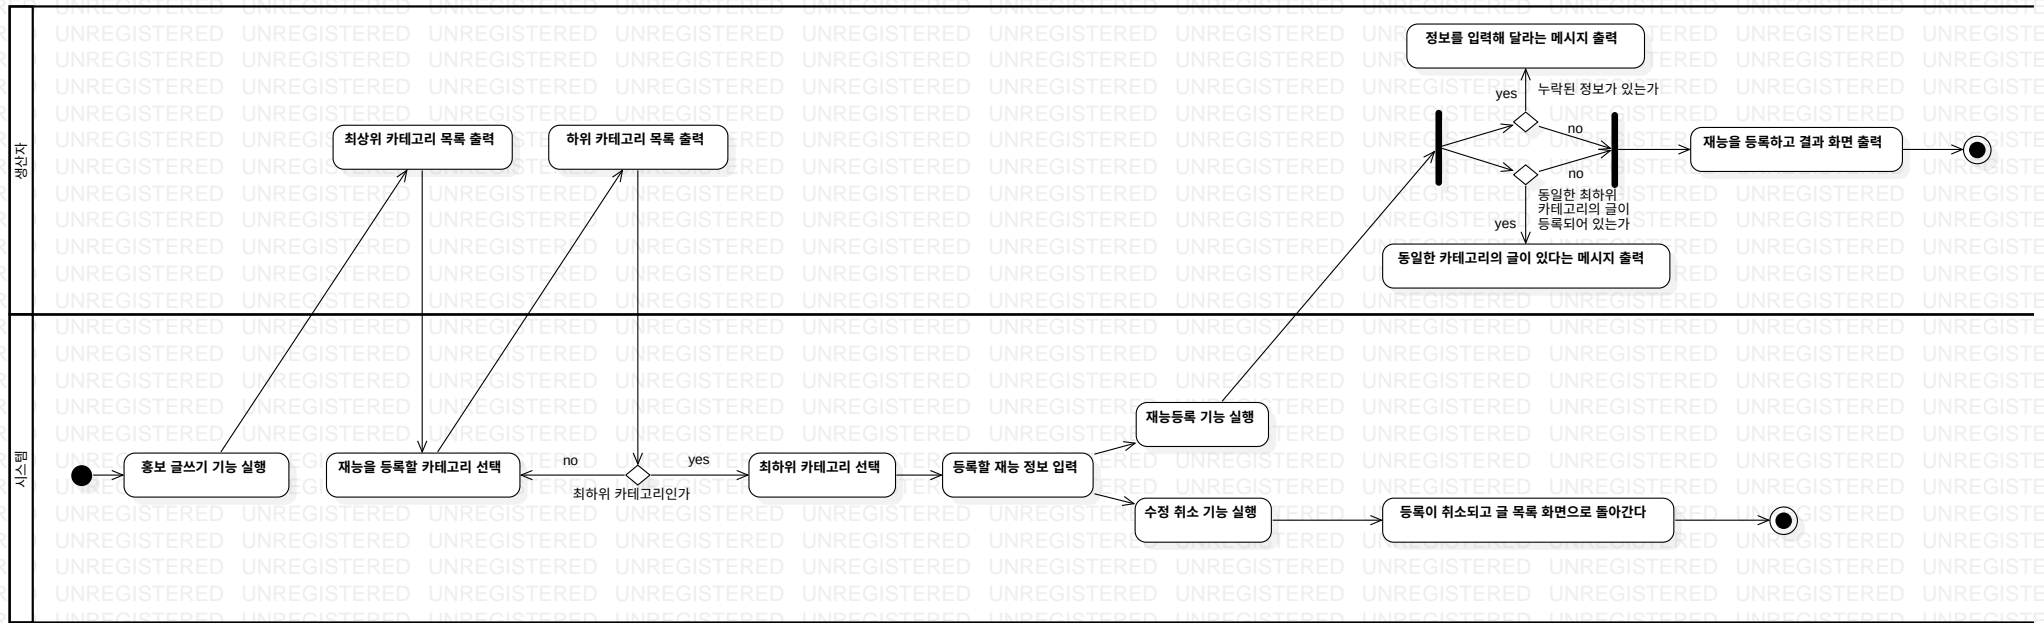 생산자
정보를 입력해 달라는 메시지 출력
yes
누락된 정보가 있는가
최상위 카테고리 목록 출력
하위 카테고리 목록 출력
no
재능을 등록하고 결과 화면 출력
no
동일한 최하위
카테고리의 글이
등록되어 있는가
yes
동일한 카테고리의 글이 있다는 메시지 출력
시스템
재능등록 기능 실행
홍보 글쓰기 기능 실행
재능을 등록할 카테고리 선택
no
최하위 카테고리인가
yes
최하위 카테고리 선택
등록할 재능 정보 입력
수정 취소 기능 실행
등록이 취소되고 글 목록 화면으로 돌아간다
UNREGISTERED